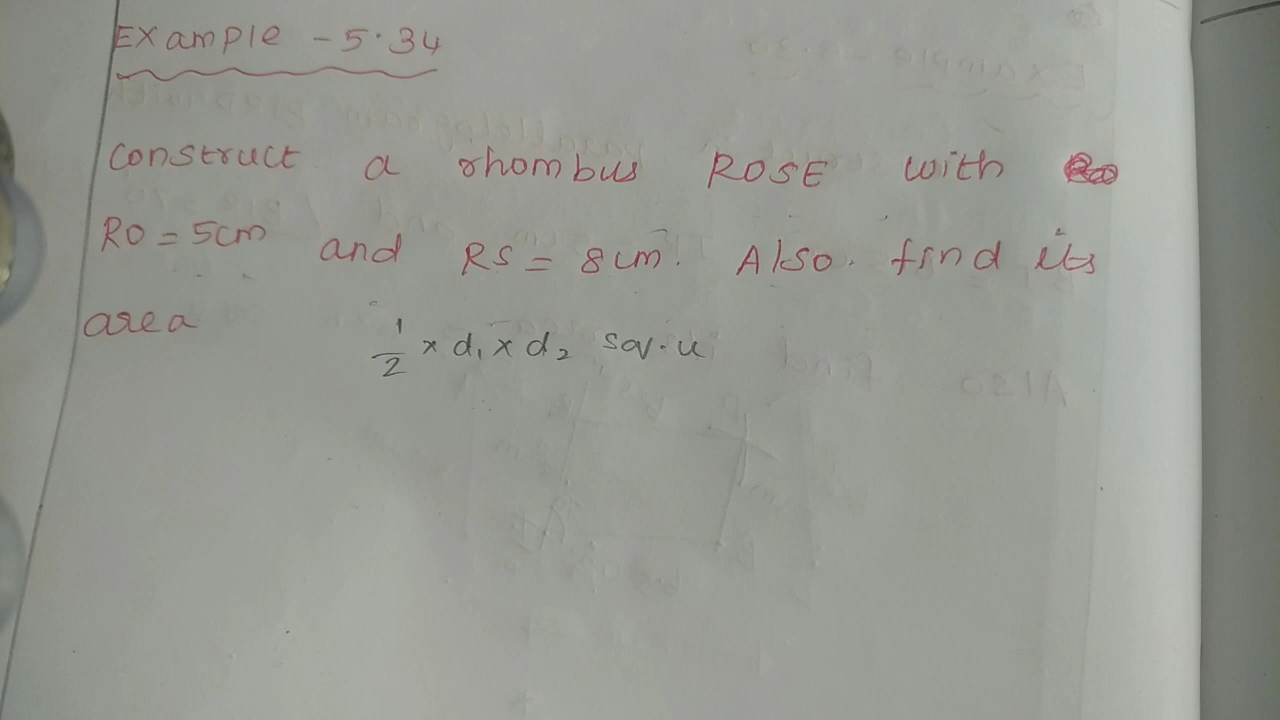 Example - 5.34
construct a rhombus ROSE with
RO = 5cm and RS = 8cm. Also find its
area
1/2 x d₁ x d₂ sq.u